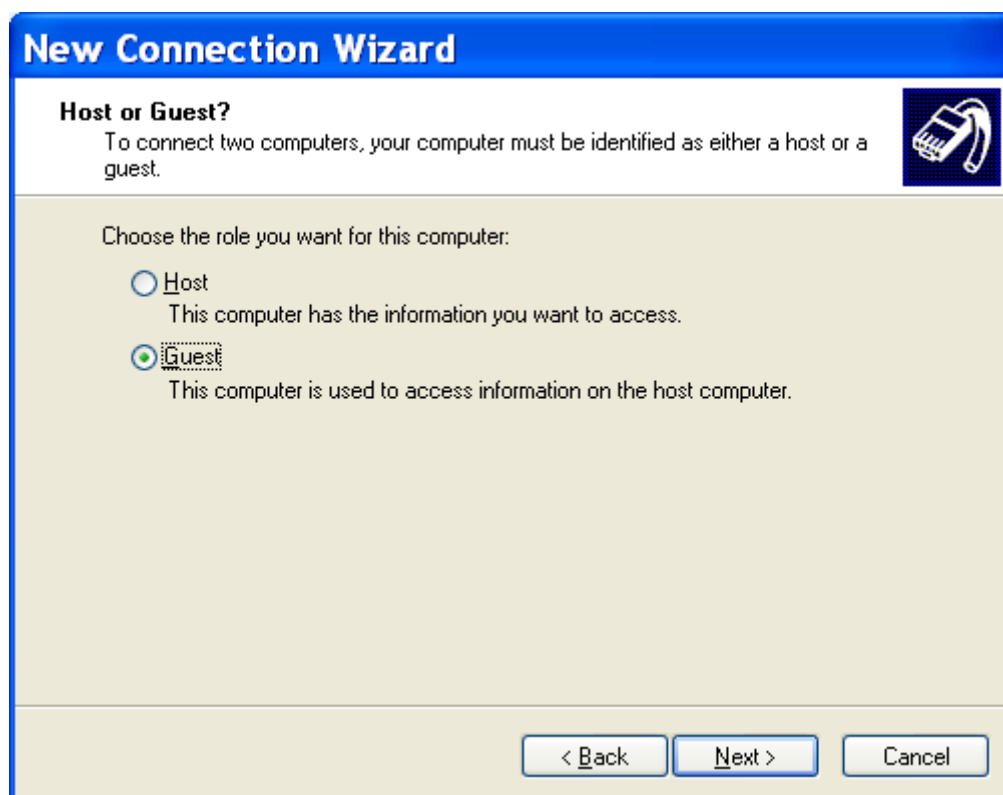 New Connection Wizard
Host or Guest?
To connect two computers, your computer must be identified as either a host or a
guest.
Choose the role you want for this computer:
Host
This computer has the information you want to access.
Guest
This computer is used to access information on the host computer.
< Back Next > Cancel